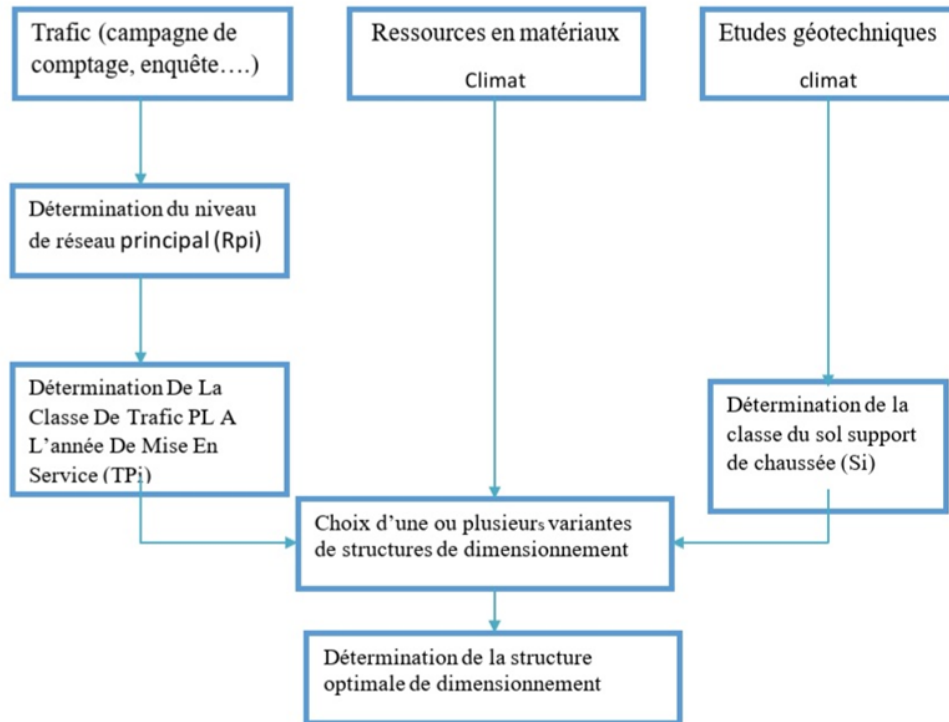 Trafic (campagne de
comptage, enquête….)
Ressources en matériaux
Climat
Etudes géotechniques
climat
Détermination du niveau
de réseau principal (Rpi)
Détermination De La
Classe De Trafic PL A
L’année De Mise En
Service (TPi)
Détermination de la
classe du sol support
de chaussée (Si)
Choix d’une ou plusieurs variantes
de structures de dimensionnement
Détermination de la structure
optimale de dimensionnement